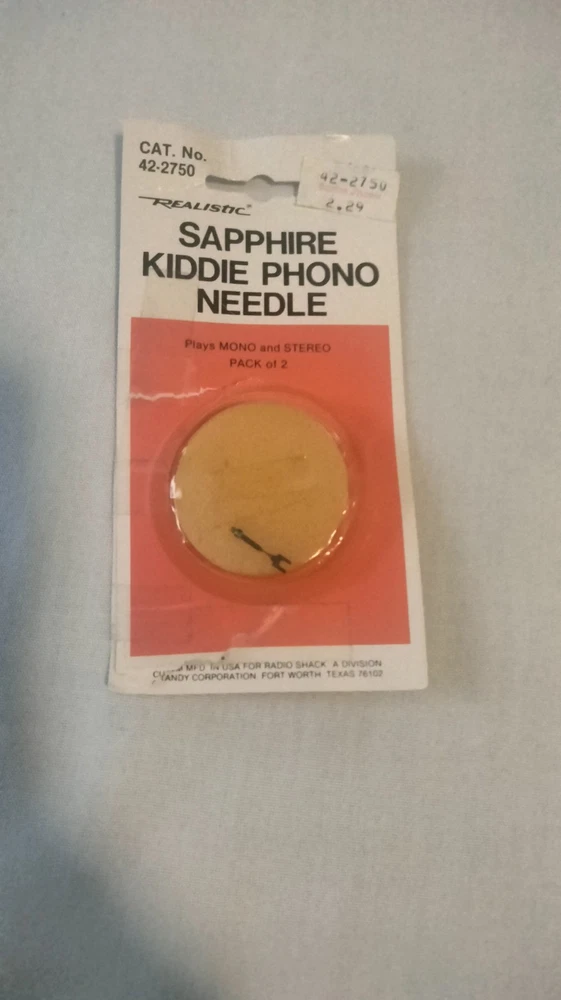 CAT. No.
42-2750
42-2750
2.29
REALISTIC®
SAPPHIRE
KIDDIE PHONO
NEEDLE
Plays MONO and STEREO
PACK of 2
MFD IN USA FOR RADIO SHACK A DIVISION
TANDY CORPORATION FORT WORTH TEXAS 76102